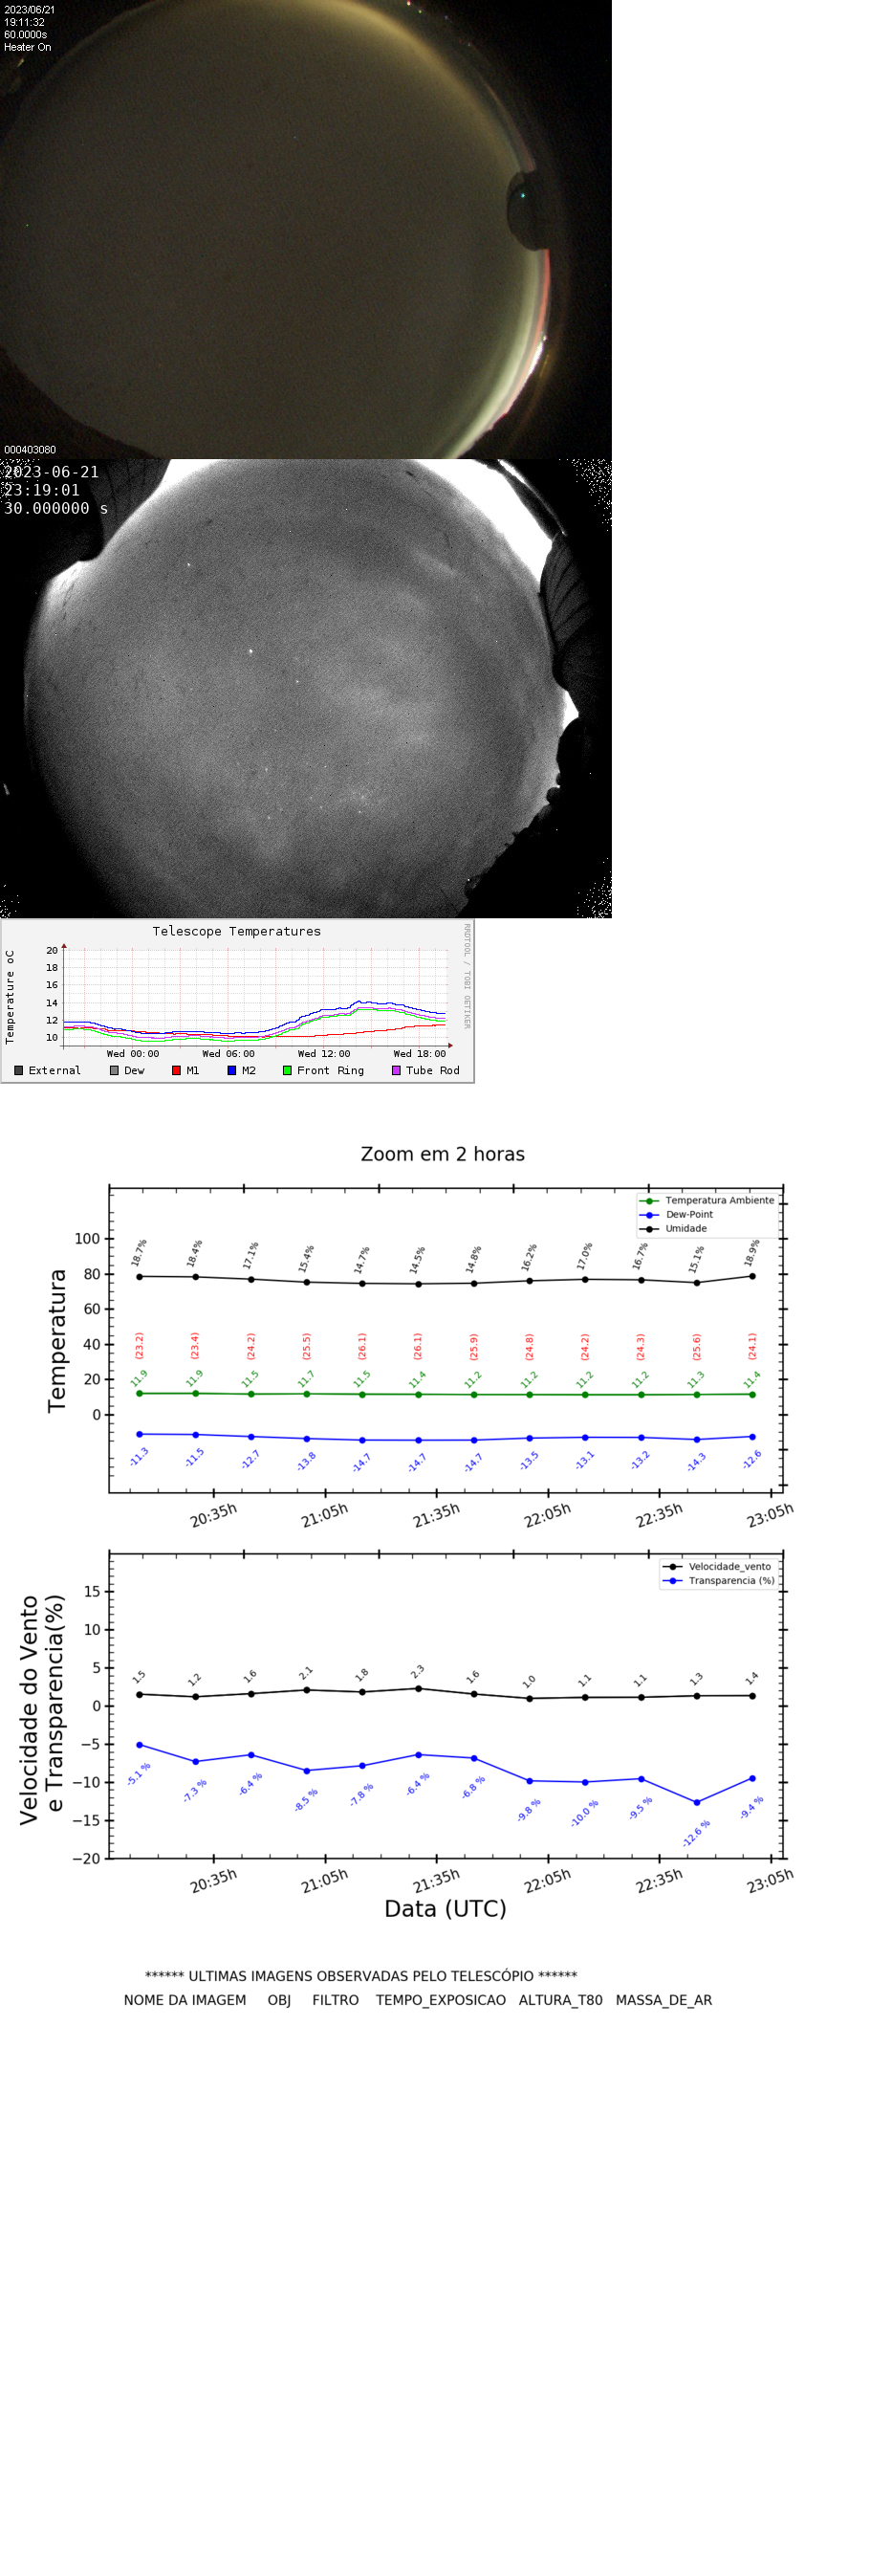 2023/06/21
19:11:32
60.0000s
Heater On
000403080
2023-06-21
23:19:01
30.000000 s
Telescope Temperatures
RRDTOOL / TOBI OETIKER
Temperature oC
20
18
16
14
12
10
Wed 00:00 Wed 06:00 Wed 12:00 Wed 18:00
External Dew M1 M2 Front Ring Tube Rod
Zoom em 2 horas
Temperatura Ambiente
Dew-Point
Umidade
Temperatura
100
80
60
40
20
0
18.7% 18.4% 17.1% 15.4% 14.7% 14.5% 14.8% 16.2% 17.0% 16.7% 15.1% 18.9%
(23.2) (23.4) (24.2) (25.5) (26.1) (26.1) (25.9) (24.8) (24.2) (24.3) (25.6) (24.1)
11.9 11.9 11.5 11.7 11.5 11.4 11.2 11.2 11.2 11.2 11.3 11.4
-11.3 -11.5 -12.7 -13.8 -14.7 -14.7 -14.7 -13.5 -13.1 -13.2 -14.3 -12.6
20:35h 21:05h 21:35h 22:05h 22:35h 23:05h
Velocidade_vento
Transparencia (%)
Velocidade do Vento
e Transparencia(%)
15
10
5
0
−5
−10
−15
−20
1.5 1.2 1.6 2.1 1.8 2.3 1.6 1.0 1.1 1.1 1.3 1.4
-5.1 % -7.3 % -6.4 % -8.5 % -7.8 % -6.4 % -6.8 % -9.8 % -10.0 % -9.5 % -12.6 % -9.4 %
20:35h 21:05h 21:35h 22:05h 22:35h 23:05h
Data (UTC)
****** ULTIMAS IMAGENS OBSERVADAS PELO TELESCÓPIO ******
NOME DA IMAGEM OBJ FILTRO TEMPO_EXPOSICAO ALTURA_T80 MASSA_DE_AR